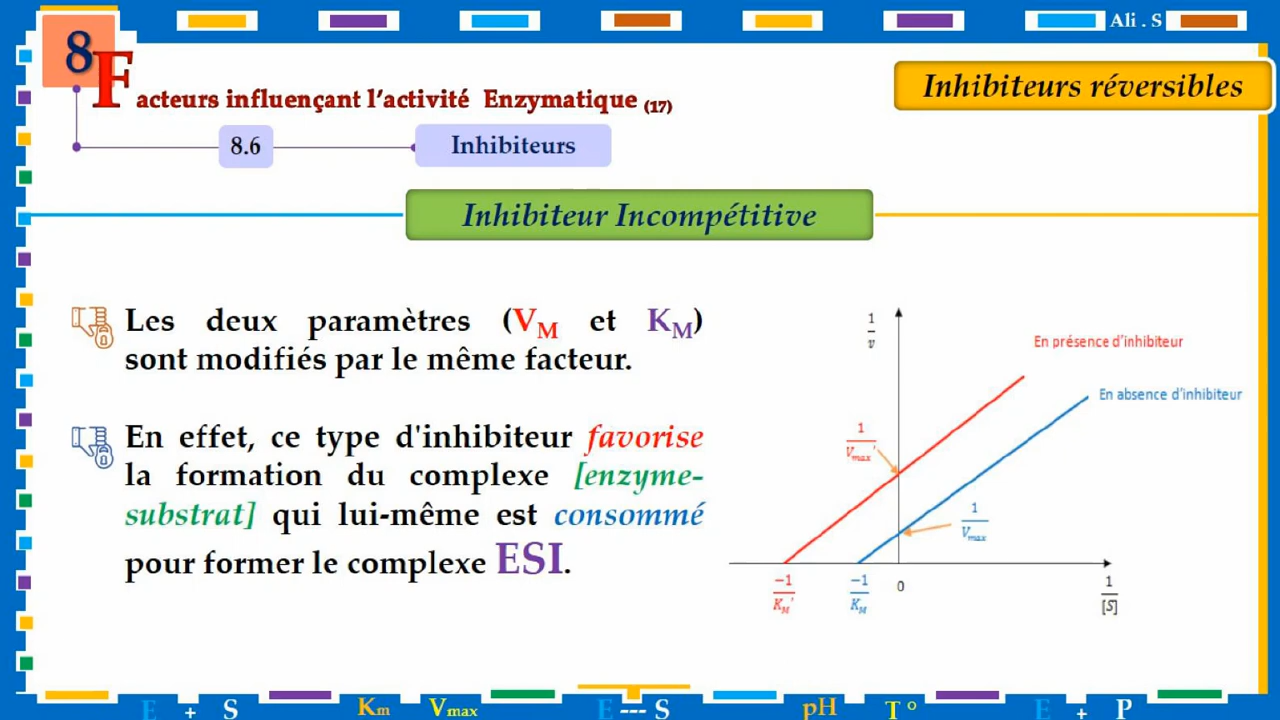 Ali . S
8
Facteurs influençant l’activité Enzymatique (17)
Inhibiteurs réversibles
8.6
Inhibiteurs
Inhibiteur Incompétitive
Les deux paramètres (VM et KM)
sont modifiés par le même facteur.
En effet, ce type d'inhibiteur favorise
la formation du complexe [enzyme-
substrat] qui lui-même est consommé
pour former le complexe ESI.
1
v
En présence d’inhibiteur
En absence d’inhibiteur
1
Vmax’
1
Vmax
−1
KM’
−1
KM
0
1
[S]
E + S Km Vmax E --- S pH T° E + P